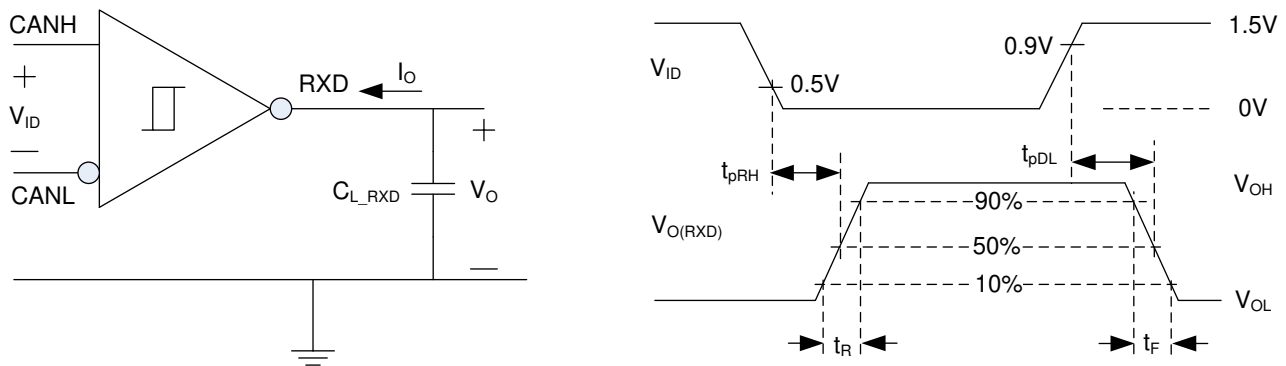 CANH
+
V_ID
—
CANL
RXD
I_O
+
C_L_RXD
V_O
—
1.5V
0.9V
V_ID
0.5V
0V
t_pRH
t_pDL
V_OH
90%
V_O(RXD)
50%
10%
V_OL
t_R
t_F